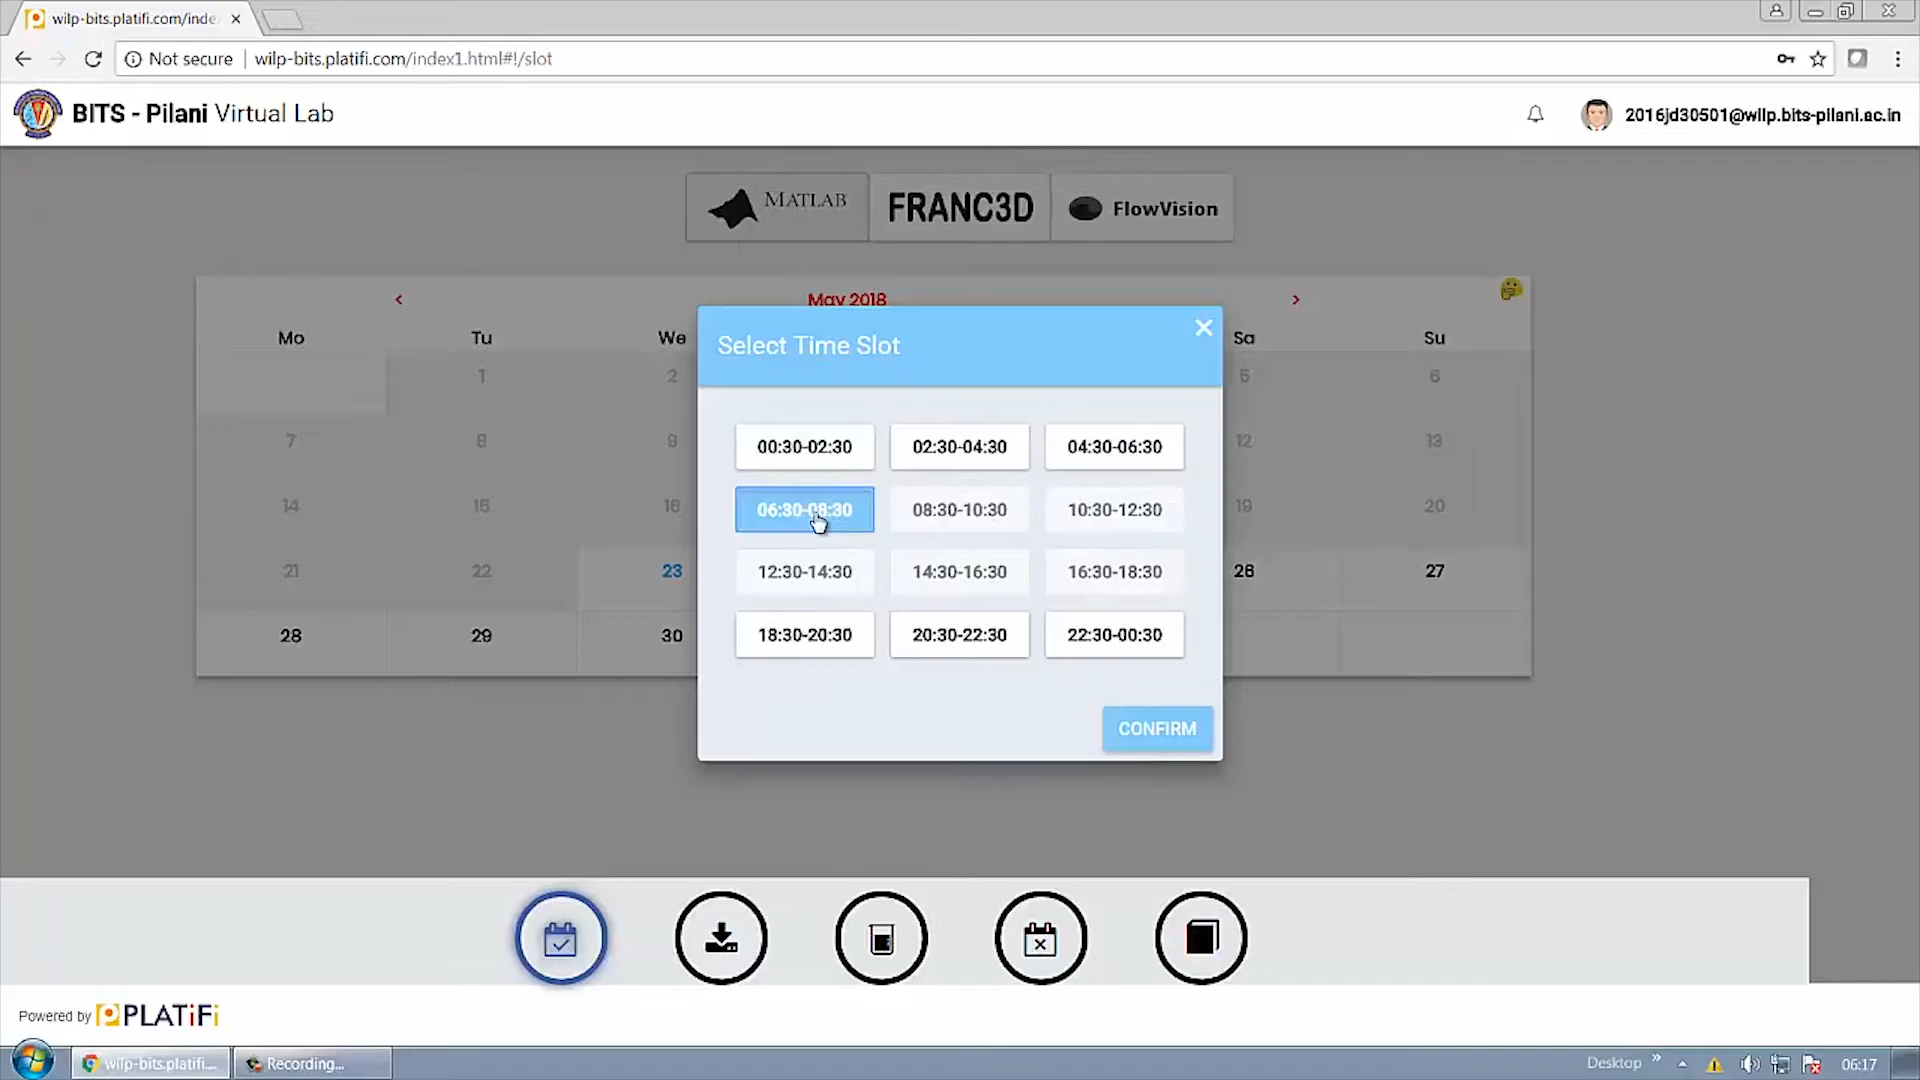 wilp-bits.platifi.com/inde
Not secure
wilp-bits.platifi.com/index1.html#!/slot
BITS - Pilani Virtual Lab
2016jd30501@wilp.bits-pilani.ac.in
MATLAB
FRANC3D
FlowVision
May 2018
Mo Tu We Sa Su
1 2 5 6
7 8 9 12 13
14 15 16 19 20
21 22 23 26 27
28 29 30
Select Time Slot
00:30-02:30 02:30-04:30 04:30-06:30
06:30-08:30 08:30-10:30 10:30-12:30
12:30-14:30 14:30-16:30 16:30-18:30
18:30-20:30 20:30-22:30 22:30-00:30
CONFIRM
Powered by PLATiFi
wilp-bits.platifi....
Recording...
Desktop
06:17